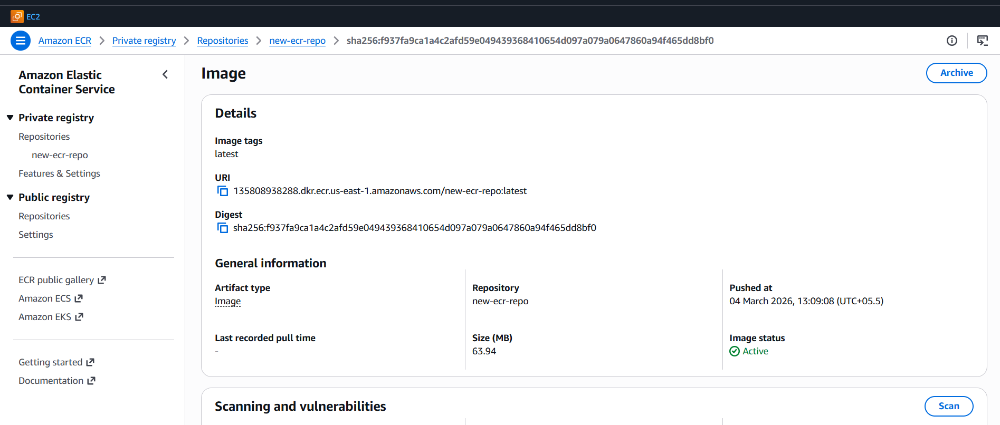 EC2
Amazon ECR > Private registry > Repositories > new-ecr-repo > sha256:f937fa9ca1a4c2afd59e049439368410654d097a079a0647860a94f465dd8bf0
Amazon Elastic
Container Service
Private registry
Repositories
new-ecr-repo
Features & Settings
Public registry
Repositories
Settings
ECR public gallery
Amazon ECS
Amazon EKS
Getting started
Documentation
Image
Archive
Details
Image tags
latest
URI
135808938288.dkr.ecr.us-east-1.amazonaws.com/new-ecr-repo:latest
Digest
sha256:f937fa9ca1a4c2afd59e049439368410654d097a079a0647860a94f465dd8bf0
General information
Artifact type
Image
Repository
new-ecr-repo
Pushed at
04 March 2026, 13:09:08 (UTC+05.5)
Last recorded pull time
-
Size (MB)
63.94
Image status
Active
Scanning and vulnerabilities
Scan